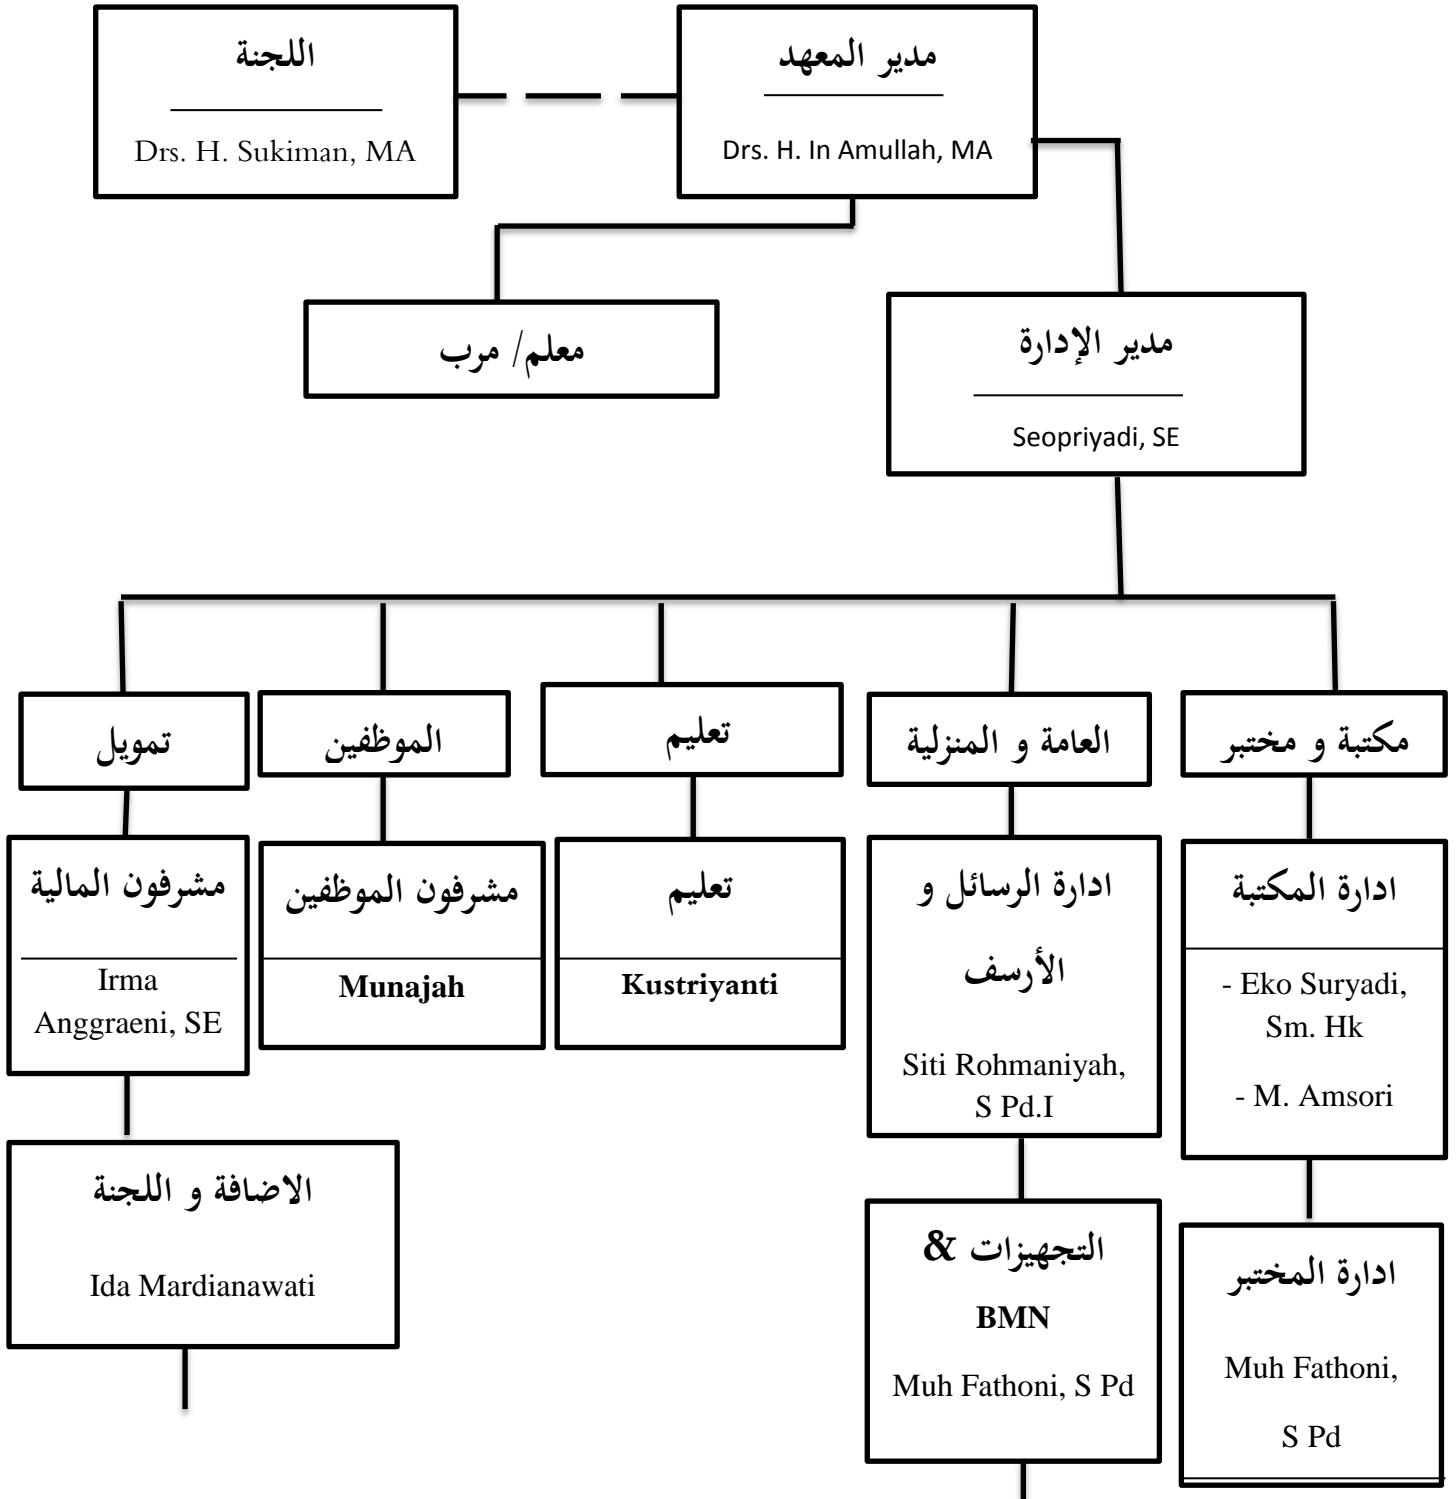 اللجنة
Drs. H. Sukiman, MA
مدير المعهد
Drs. H. In Amullah, MA
معلم/ مرب
مدير الإدارة
Seopriyadi, SE
تمويل
الموظفين
تعليم
العامة و المنزلية
مكتبة و مختبر
مشرفون المالية
Irma
Anggraeni, SE
مشرفون الموظفين
Munajah
تعليم
Kustriyanti
ادارة الرسائل و
الأرسف
Siti Rohmaniyah,
S Pd.I
ادارة المكتبة
- Eko Suryadi,
Sm. Hk
- M. Amsori
الاضافة و اللجنة
Ida Mardianawati
التجهيزات &
BMN
Muh Fathoni, S Pd
ادارة المختبر
Muh Fathoni,
S Pd